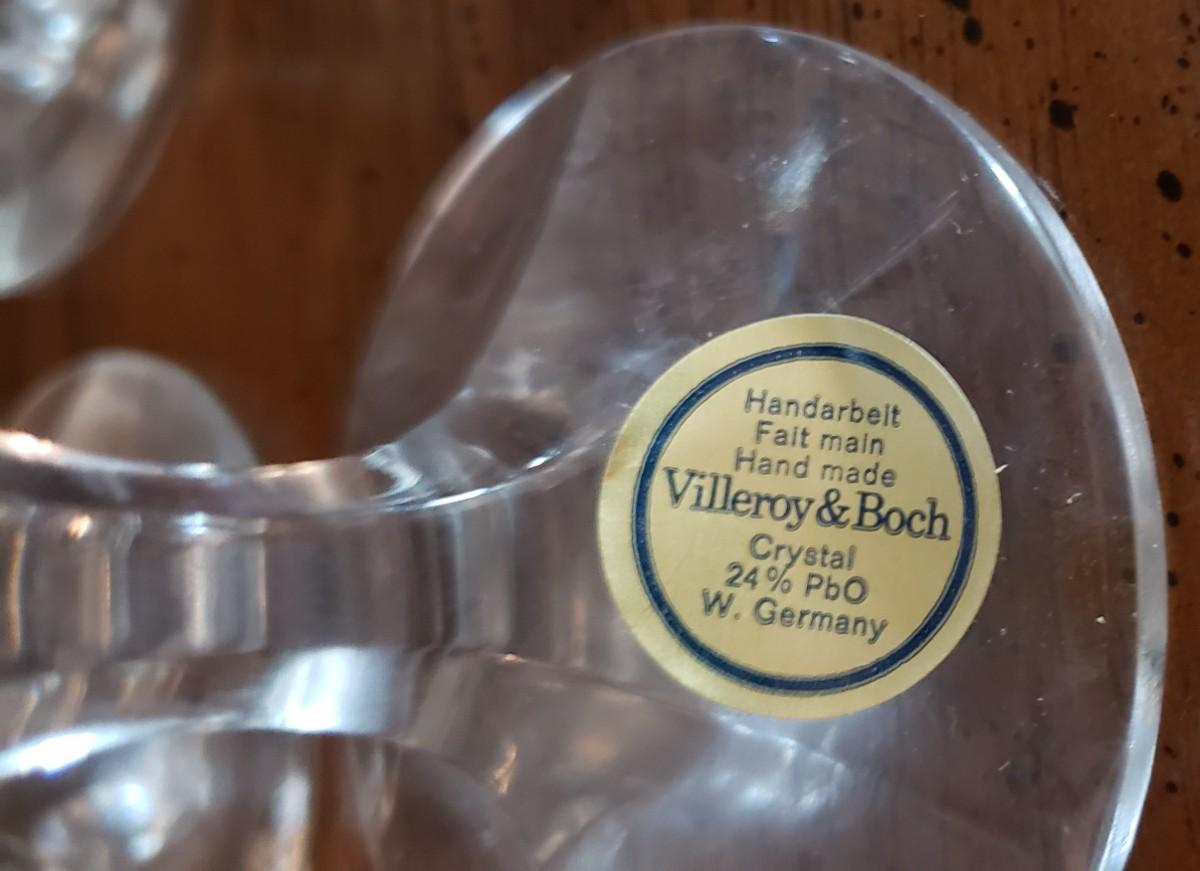 Handarbeit
Fait main
Hand made
Villeroy & Boch
Crystal
24% PbO
W. Germany